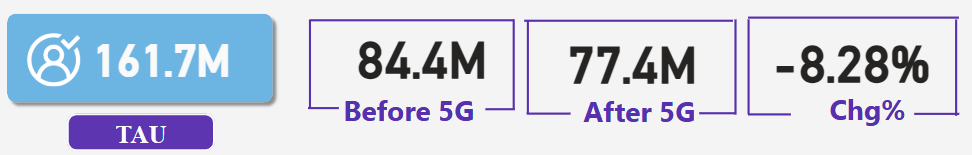 161.7M
TAU
84.4M
Before 5G
77.4M
After 5G
-8.28%
Chg%